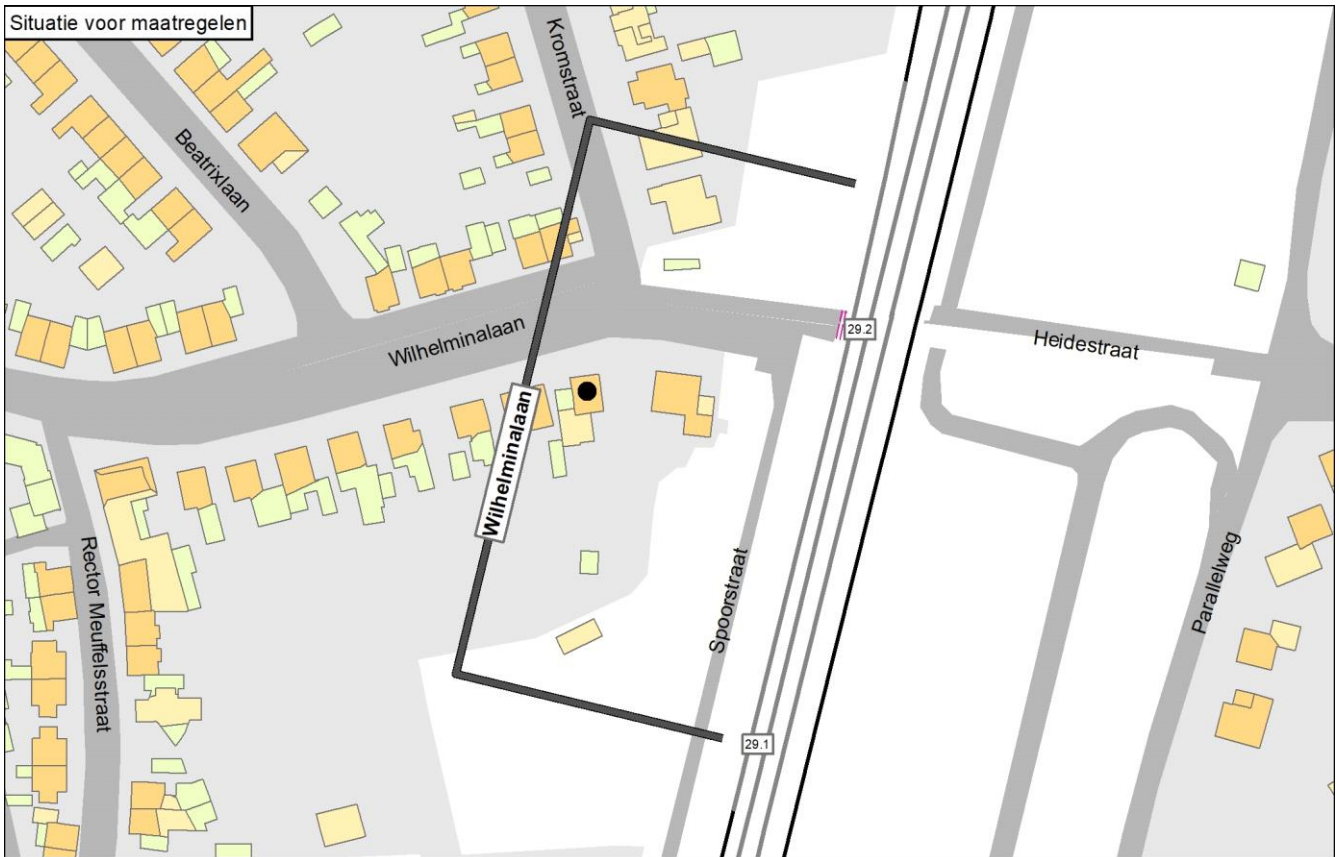 Situatie voor maatregelen
Kromstraat
Beatrixlaan
Wilhelminalaan
29.2
Heidestraat
Wilhelminalaan
Rector Meuffelsstraat
Spoorstraat
Parallelweg
29.1